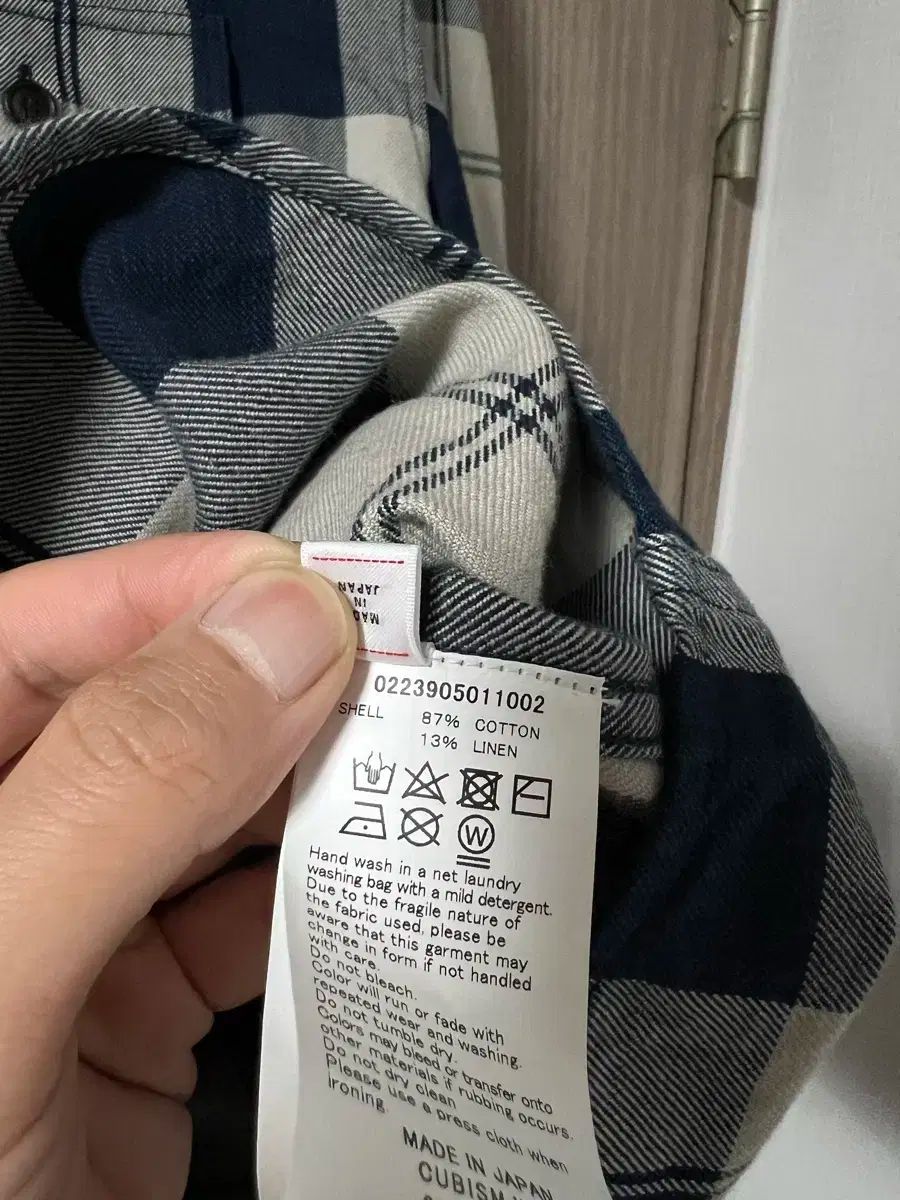 MADE
IN
JAPAN
0223905011002
SHELL 87% COTTON
13% LINEN
W
Hand wash in a net laundry
washing bag with a mild detergent.
Due to the fragile nature of
the fabric used, please be
aware that this garment may
change in form if not handled
with care.
Do not bleach.
Color will run or fade with
repeated wear and washing.
Do not tumble dry.
Colors may bleed or transfer onto
other materials if rubbing occurs.
Do not dry clean
Please use a press cloth when
ironing.
MADE IN JAPAN
CUBISM